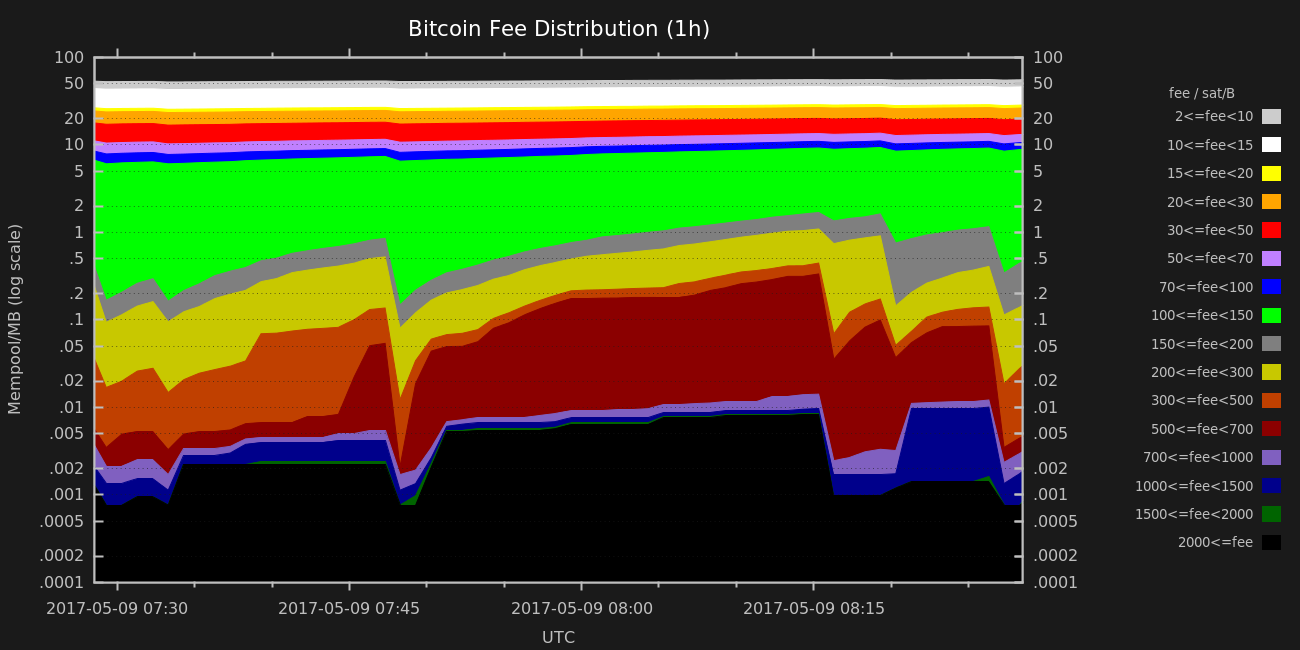 Bitcoin Fee Distribution (1h)
Mempool/MB (log scale)
100
50
20
10
5
2
1
.5
.2
.1
.05
.02
.01
.005
.002
.001
.0005
.0002
.0001
100
50
20
10
5
2
1
.5
.2
.1
.05
.02
.01
.005
.002
.001
.0005
.0002
.0001
2017-05-09 07:30
2017-05-09 07:45
2017-05-09 08:00
2017-05-09 08:15
UTC
fee / sat/B
2<=fee<10
10<=fee<15
15<=fee<20
20<=fee<30
30<=fee<50
50<=fee<70
70<=fee<100
100<=fee<150
150<=fee<200
200<=fee<300
300<=fee<500
500<=fee<700
700<=fee<1000
1000<=fee<1500
1500<=fee<2000
2000<=fee